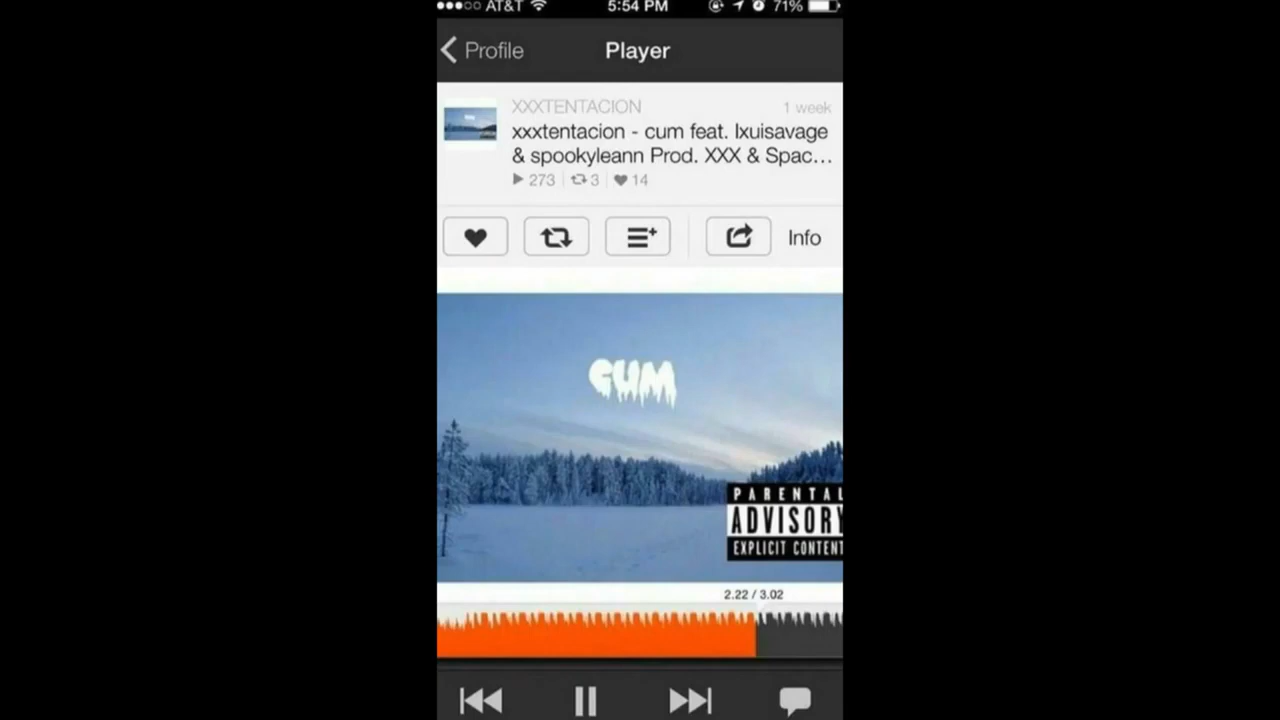 AT&T 5:54 PM 71%
Profile Player
XXXTENTACION 1 week
xxxtentacion - cum feat. Ixuisavage
& spookyleann Prod. XXX & Spac...
273 3 14
Info
CUM
PARENTAL
ADVISORY
EXPLICIT CONTENT
2.22 / 3.02